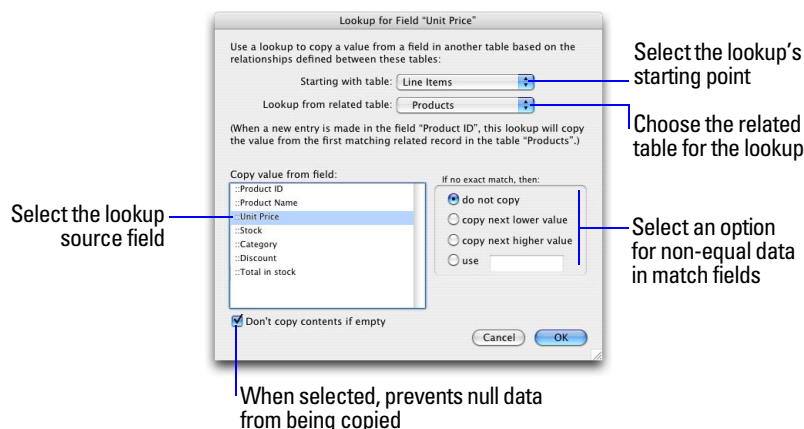 Lookup for Field “Unit Price”
Use a lookup to copy a value from a field in another table based on the
relationships defined between these tables:
Starting with table: Line Items
Lookup from related table: Products
(When a new entry is made in the field “Product ID”, this lookup will copy
the value from the first matching related record in the table “Products”.)
Copy value from field:
::Product ID
::Product Name
::Unit Price
::Stock
::Category
::Discount
::Total in stock
If no exact match, then:
do not copy
copy next lower value
copy next higher value
use
Don't copy contents if empty
Cancel
OK
Select the lookup’s
starting point
Choose the related
table for the lookup
Select the lookup
source field
Select an option
for non-equal data
in match fields
When selected, prevents null data
from being copied